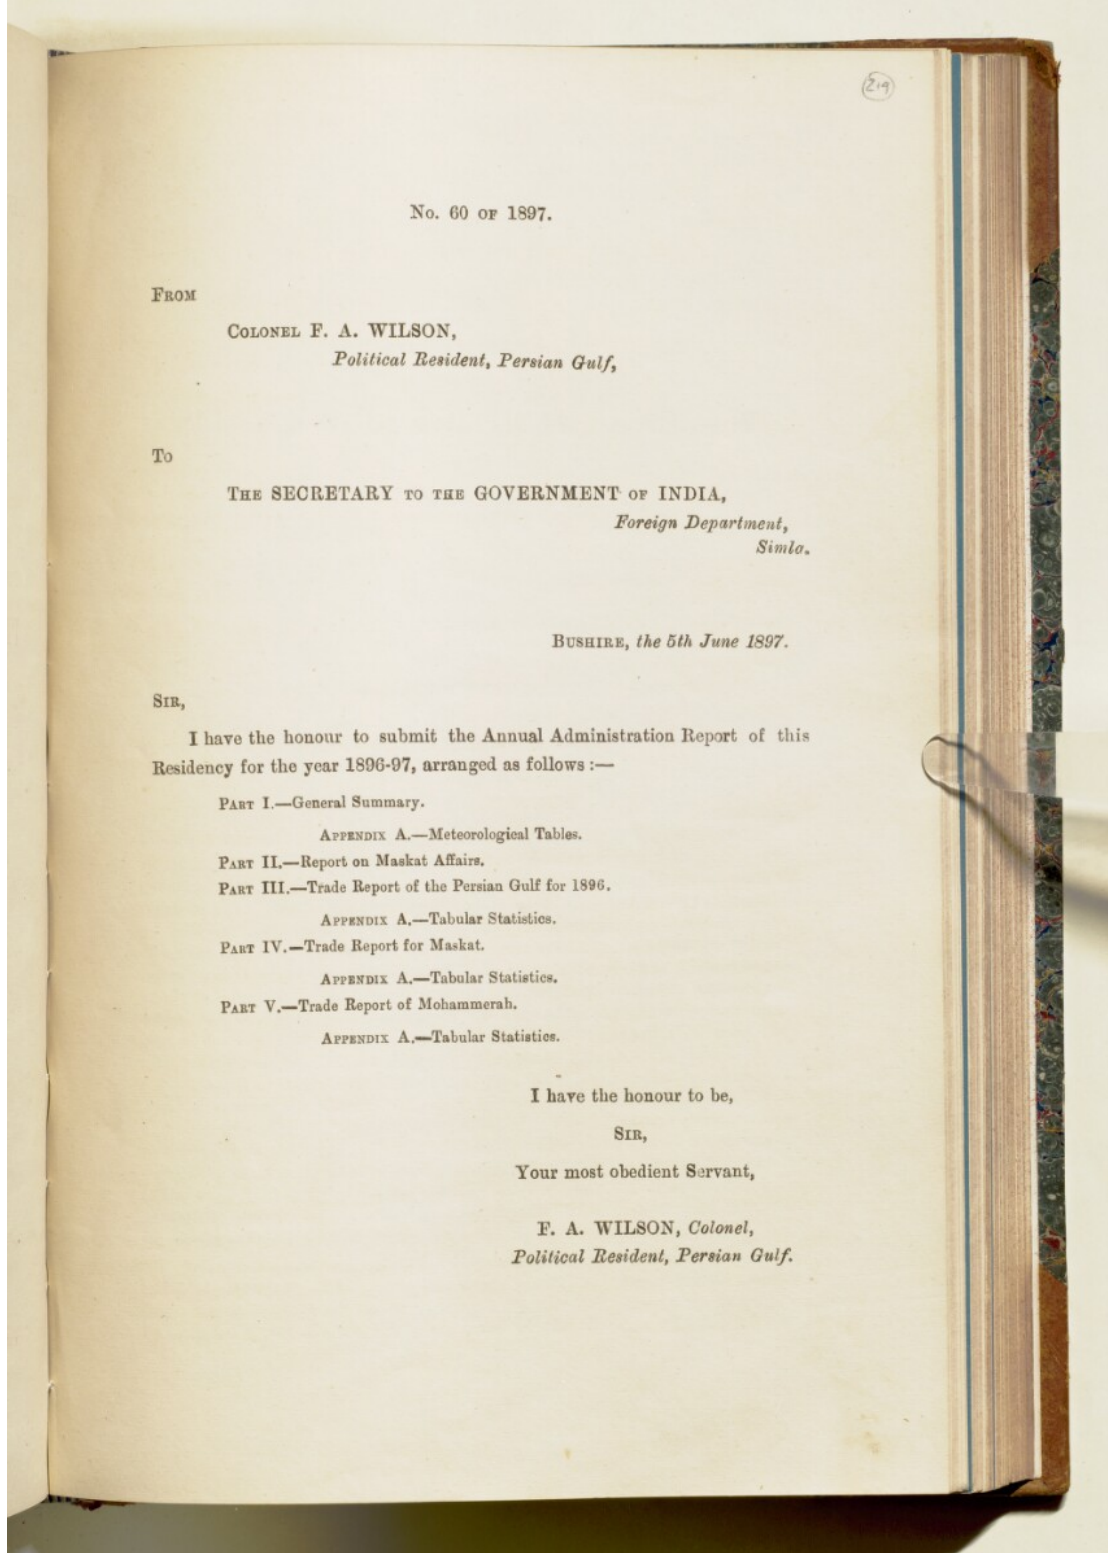 219
No. 60 OF 1897.
FROM
COLONEL F. A. WILSON,
Political Resident, Persian Gulf,
To
THE SECRETARY TO THE GOVERNMENT OF INDIA,
Foreign Department,
Simla.
BUSHIRE, the 5th June 1897.
SIR,
I have the honour to submit the Annual Administration Report of this
Residency for the year 1896-97, arranged as follows :—
PART I.—General Summary.
APPENDIX A.—Meteorological Tables.
PART II.—Report on Maskat Affairs.
PART III.—Trade Report of the Persian Gulf for 1896.
APPENDIX A.—Tabular Statistics.
PART IV.—Trade Report for Maskat.
APPENDIX A.—Tabular Statistics.
PART V.—Trade Report of Mohammerah.
APPENDIX A.—Tabular Statistics.
I have the honour to be,
SIR,
Your most obedient Servant,
F. A. WILSON, Colonel,
Political Resident, Persian Gulf.